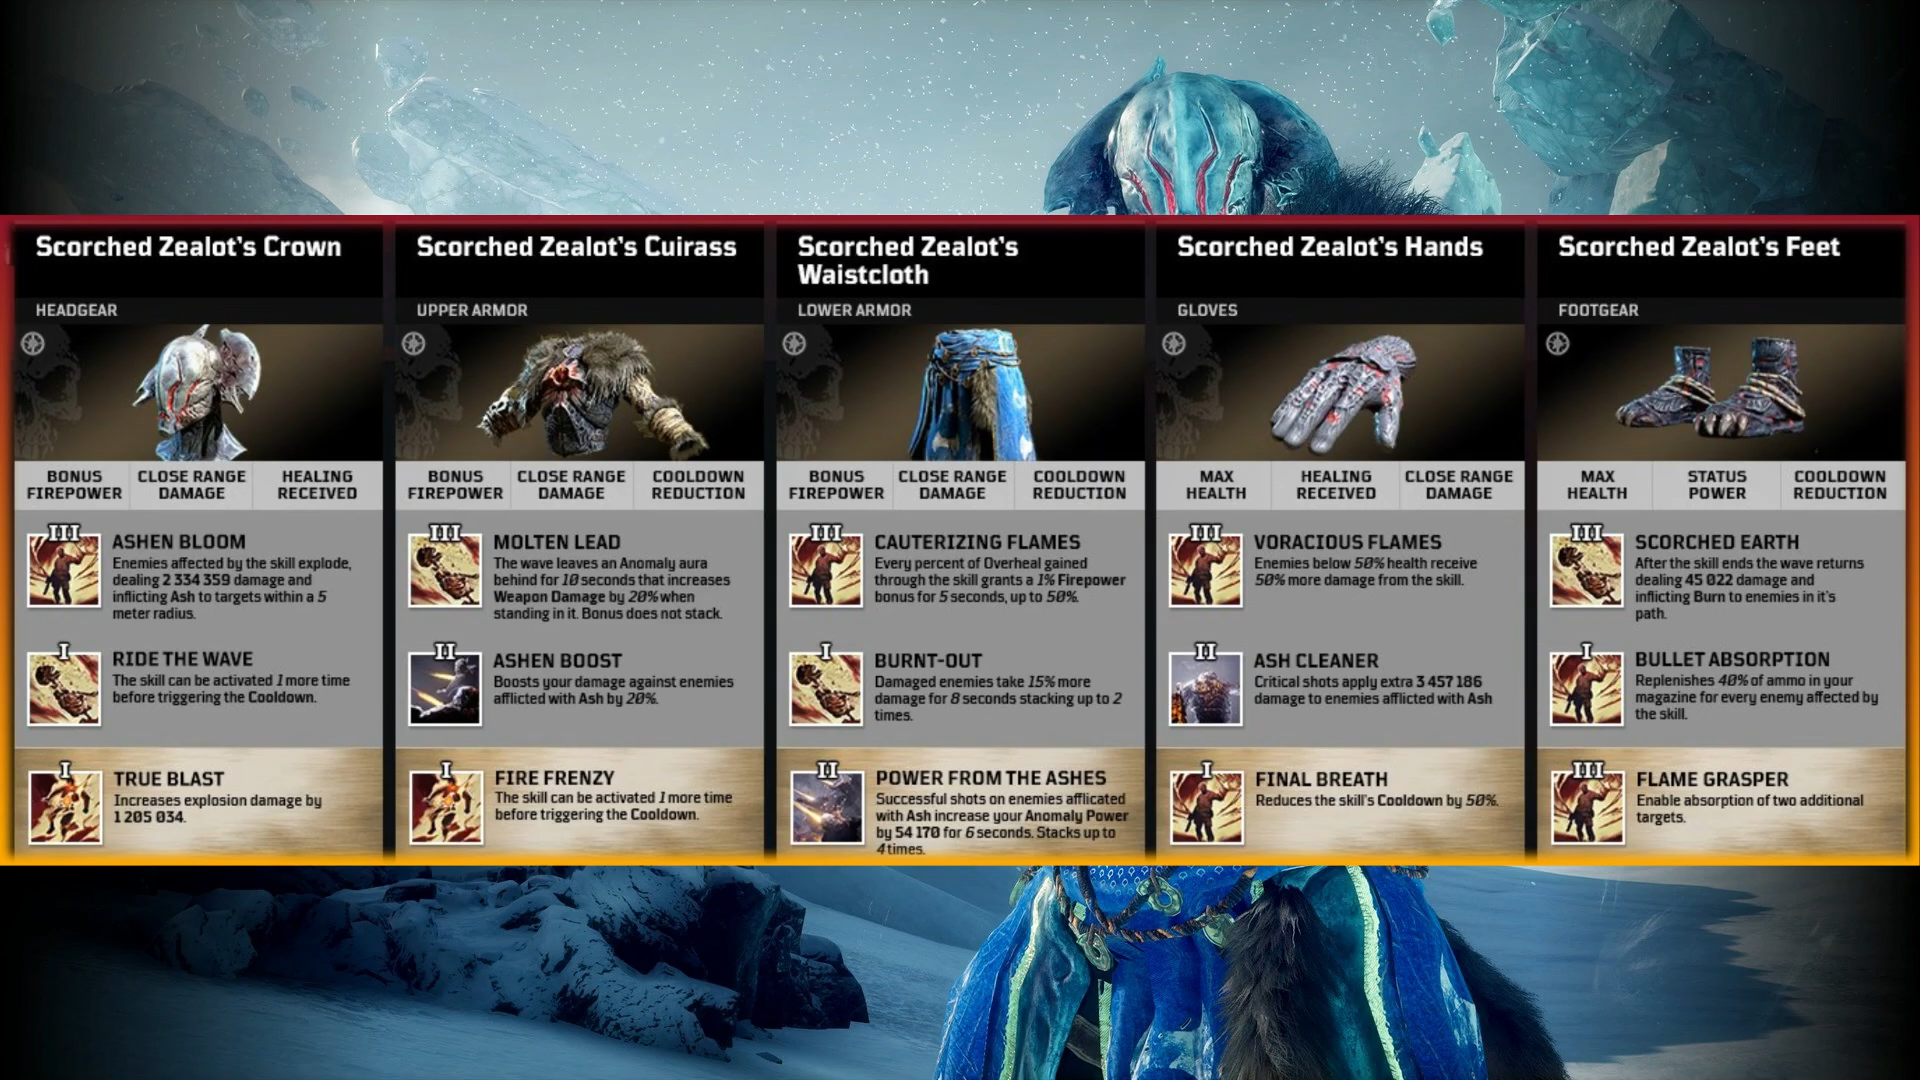 Scorched Zealot's Crown
HEADGEAR
BONUS FIREPOWER
CLOSE RANGE DAMAGE
HEALING RECEIVED
III
ASHEN BLOOM
Enemies affected by the skill explode,
dealing 2 334 359 damage and
inflicting Ash to targets within a 5
meter radius.
I
RIDE THE WAVE
The skill can be activated 1 more time
before triggering the Cooldown.
I
TRUE BLAST
Increases explosion damage by
1 205 034.
Scorched Zealot's Cuirass
UPPER ARMOR
BONUS FIREPOWER
CLOSE RANGE DAMAGE
COOLDOWN REDUCTION
III
MOLTEN LEAD
The wave leaves an Anomaly aura
behind for 10 seconds that increases
Weapon Damage by 20% when
standing in it. Bonus does not stack.
II
ASHEN BOOST
Boosts your damage against enemies
afflicted with Ash by 20%.
I
FIRE FRENZY
The skill can be activated 1 more time
before triggering the Cooldown.
Scorched Zealot's
Waistcloth
LOWER ARMOR
BONUS FIREPOWER
CLOSE RANGE DAMAGE
COOLDOWN REDUCTION
III
CAUTERIZING FLAMES
Every percent of Overheal gained
through the skill grants a 1% Firepower
bonus for 5 seconds, up to 50%.
I
BURNT-OUT
Damaged enemies take 15% more
damage for 8 seconds stacking up to 2
times.
II
POWER FROM THE ASHES
Successful shots on enemies afflicated
with Ash increase your Anomaly Power
by 54 170 for 6 seconds. Stacks up to
4 times.
Scorched Zealot's Hands
GLOVES
MAX HEALTH
HEALING RECEIVED
CLOSE RANGE DAMAGE
III
VORACIOUS FLAMES
Enemies below 50% health receive
50% more damage from the skill.
II
ASH CLEANER
Critical shots apply extra 3 457 186
damage to enemies afflicted with Ash
I
FINAL BREATH
Reduces the skill's Cooldown by 50%.
Scorched Zealot's Feet
FOOTGEAR
MAX HEALTH
STATUS POWER
COOLDOWN REDUCTION
III
SCORCHED EARTH
After the skill ends the wave returns
dealing 45 022 damage and
inflicting Burn to enemies in it's
path.
I
BULLET ABSORPTION
Replenishes 40% of ammo in your
magazine for every enemy affected by
the skill.
III
FLAME GRASPER
Enable absorption of two additional
targets.